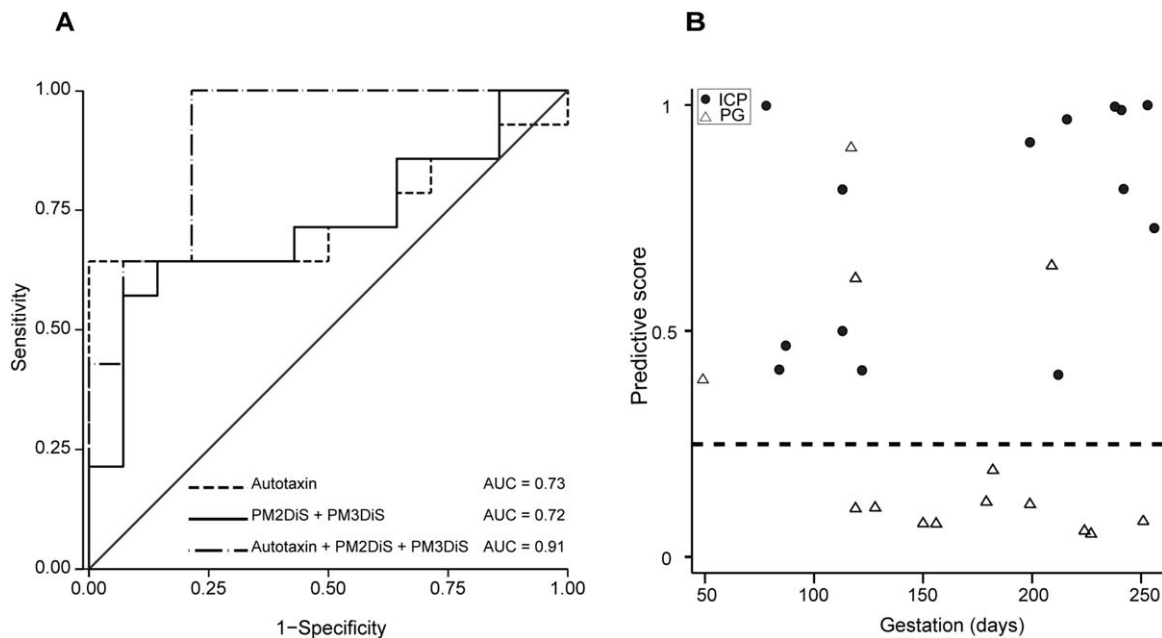 A
1.00
0.75
0.50
0.25
0.00
Sensitivity
Autotaxin AUC = 0.73
PM2DiS + PM3DiS AUC = 0.72
Autotaxin + PM2DiS + PM3DiS AUC = 0.91
0.00 0.25 0.50 0.75 1.00
1−Specificity
B
ICP
PG
1
0.5
0
Predictive score
50 100 150 200 250
Gestation (days)